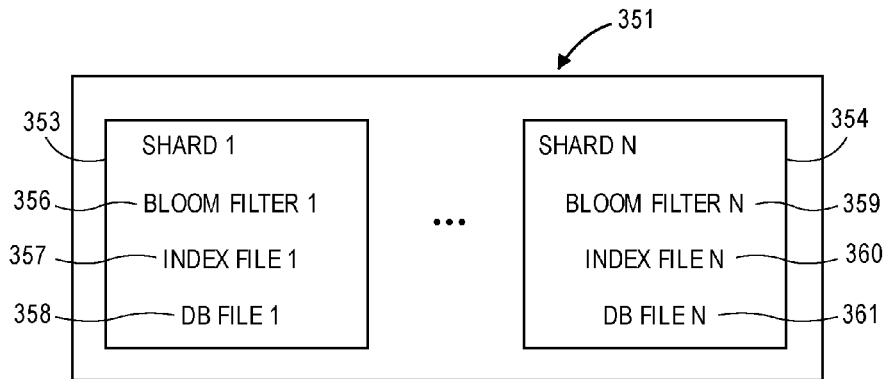 351
353
SHARD 1
356
BLOOM FILTER 1
357
INDEX FILE 1
358
DB FILE 1
...
SHARD N
354
BLOOM FILTER N
359
INDEX FILE N
360
DB FILE N
361